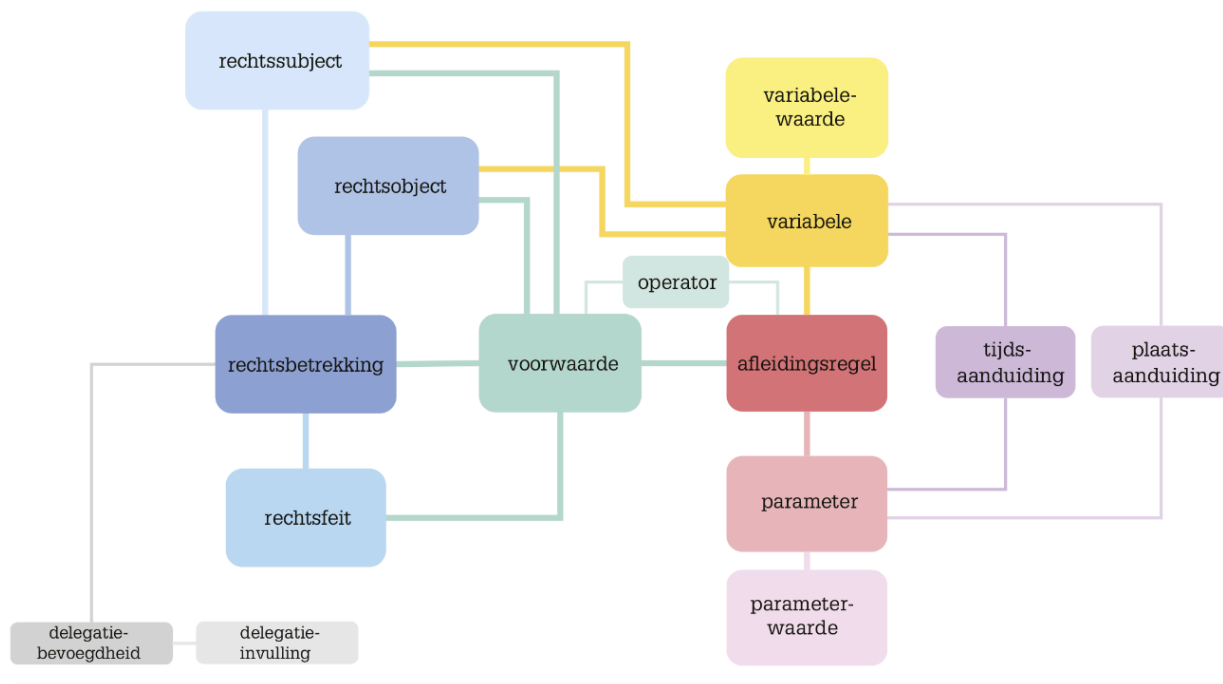 rechtssubject
variabele-
waarde
rechtsobject
variabele
operator
rechtsbetrekking
voorwaarde
afleidingsregel
tijds-
aanduiding
plaats-
aanduiding
rechtsfeit
parameter
parameter-
waarde
delegatie-
bevoegdheid
delegatie-
invulling